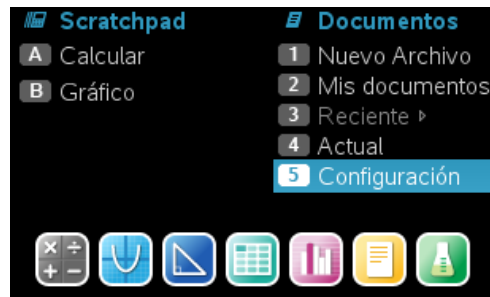 Scratchpad
A Calcular
B Gráfico
Documentos
1 Nuevo Archivo
2 Mis documentos
3 Reciente ▸
4 Actual
5 Configuración